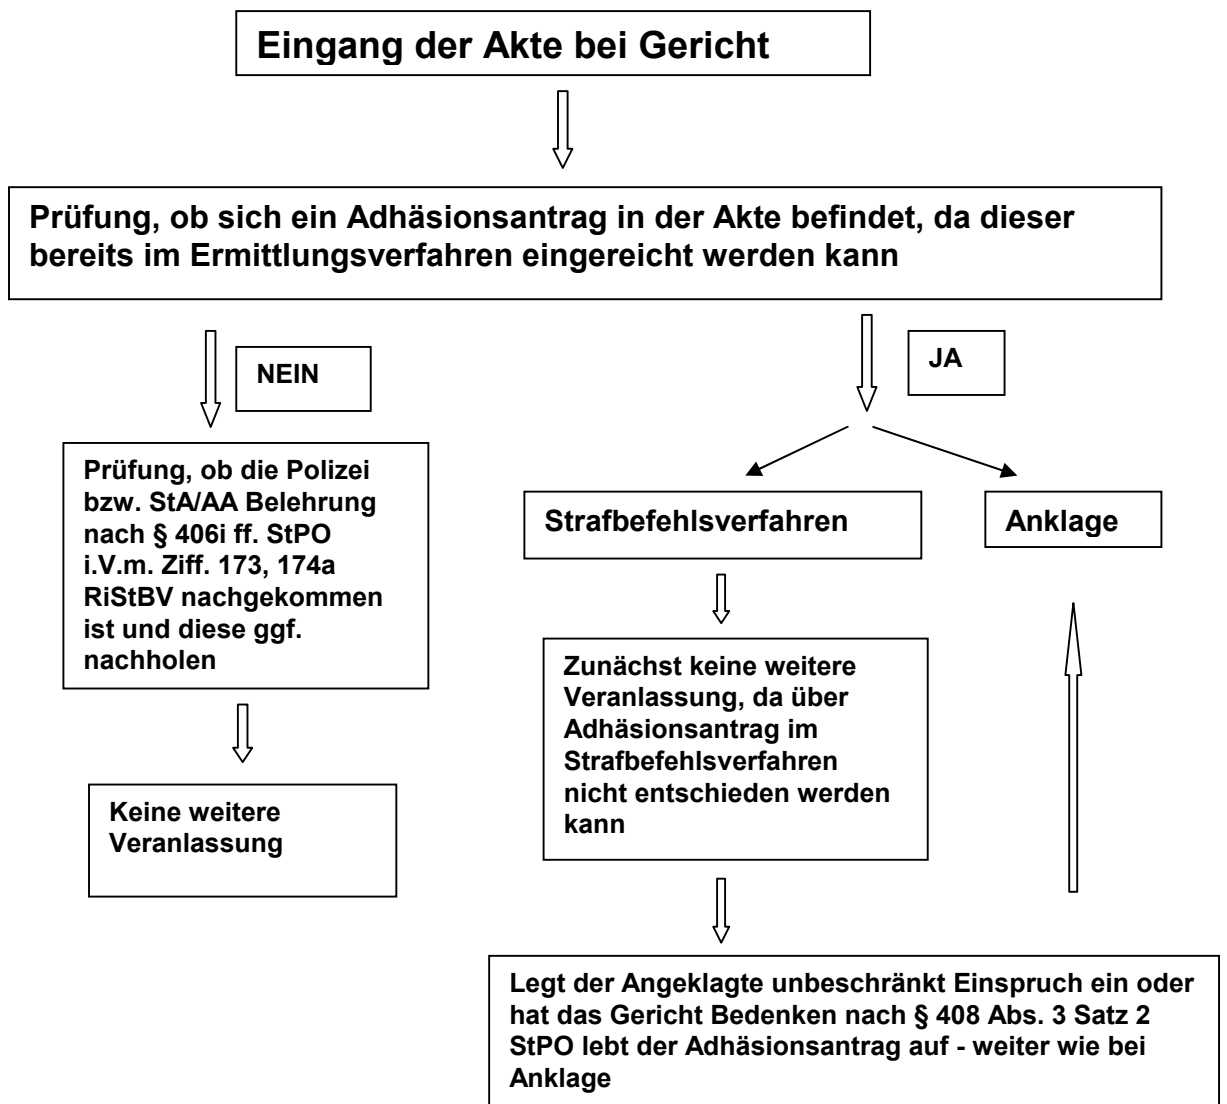 Eingang der Akte bei Gericht
Prüfung, ob sich ein Adhäsionsantrag in der Akte befindet, da dieser
bereits im Ermittlungsverfahren eingereicht werden kann
NEIN
JA
Prüfung, ob die Polizei
bzw. StA/AA Belehrung
nach § 406i ff. StPO
i.V.m. Ziff. 173, 174a
RiStBV nachgekommen
ist und diese ggf.
nachholen
Keine weitere
Veranlassung
Strafbefehlsverfahren
Anklage
Zunächst keine weitere
Veranlassung, da über
Adhäsionsantrag im
Strafbefehlsverfahren
nicht entschieden werden
kann
Legt der Angeklagte unbeschränkt Einspruch ein oder
hat das Gericht Bedenken nach § 408 Abs. 3 Satz 2
StPO lebt der Adhäsionsantrag auf - weiter wie bei
Anklage